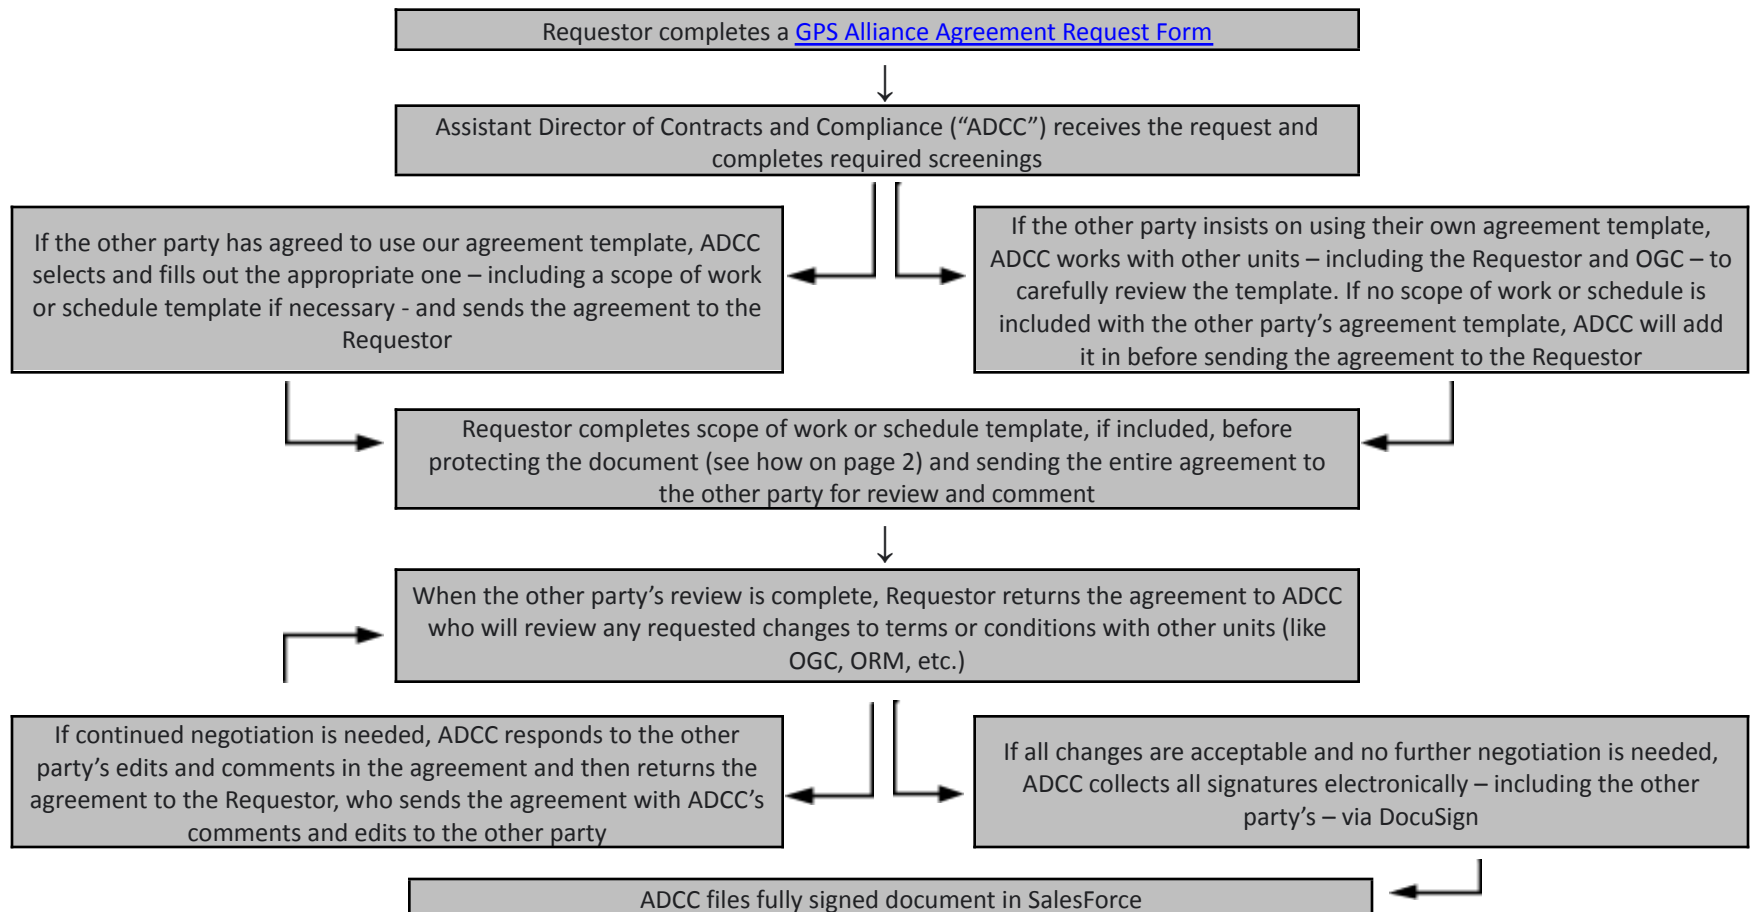 Requestor completes a GPS Alliance Agreement Request Form
↓
Assistant Director of Contracts and Compliance (“ADCC”) receives the request and
completes required screenings
If the other party has agreed to use our agreement template, ADCC
selects and fills out the appropriate one – including a scope of work
or schedule template if necessary - and sends the agreement to the
Requestor
If the other party insists on using their own agreement template,
ADCC works with other units – including the Requestor and OGC – to
carefully review the template. If no scope of work or schedule is
included with the other party’s agreement template, ADCC will add
it in before sending the agreement to the Requestor
Requestor completes scope of work or schedule template, if included, before
protecting the document (see how on page 2) and sending the entire agreement to
the other party for review and comment
↓
When the other party’s review is complete, Requestor returns the agreement to ADCC
who will review any requested changes to terms or conditions with other units (like
OGC, ORM, etc.)
If continued negotiation is needed, ADCC responds to the other
party’s edits and comments in the agreement and then returns the
agreement to the Requestor, who sends the agreement with ADCC’s
comments and edits to the other party
If all changes are acceptable and no further negotiation is needed,
ADCC collects all signatures electronically – including the other
party’s – via DocuSign
ADCC files fully signed document in SalesForce